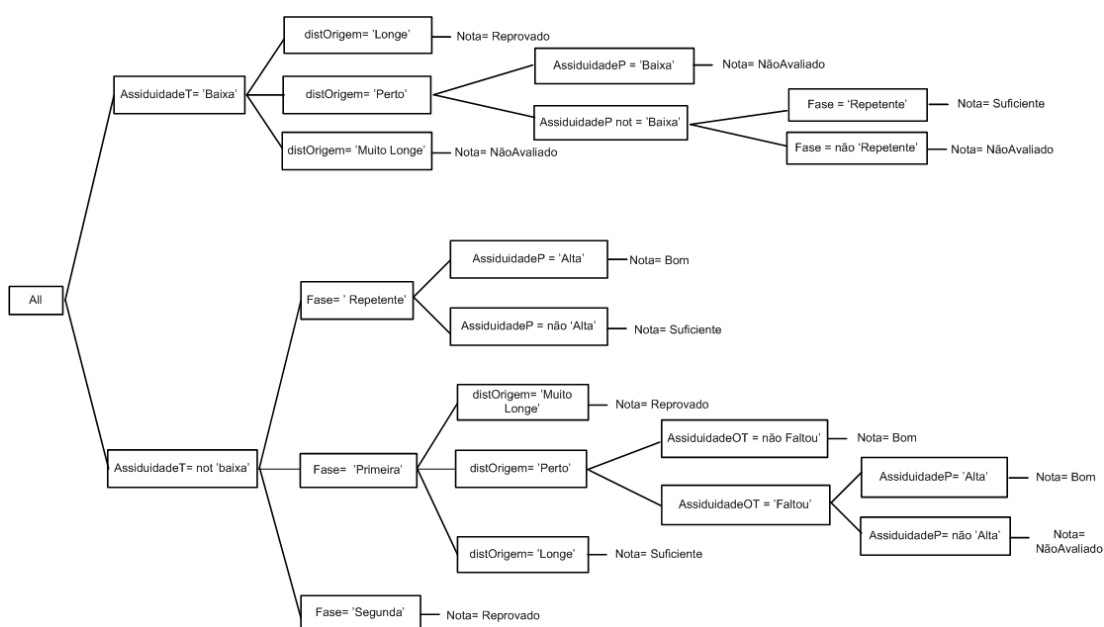 distOrigem= 'Longe'
Nota= Reprovado
AssiduidadeP = 'Baixa'
Nota= NãoAvaliado
AssiduidadeT= 'Baixa'
distOrigem= 'Perto'
Fase = 'Repetente'
Nota= Suficiente
AssiduidadeP not = 'Baixa'
distOrigem= 'Muito Longe'
Nota= NãoAvaliado
Fase = não 'Repetente'
Nota= NãoAvaliado
AssiduidadeP = 'Alta'
Nota= Bom
All
Fase= ' Repetente'
AssiduidadeP = não 'Alta'
Nota= Suficiente
distOrigem= 'Muito
Longe'
Nota= Reprovado
AssiduidadeOT = não Faltou'
Nota= Bom
AssiduidadeT= not 'baixa'
Fase= 'Primeira'
distOrigem= 'Perto'
AssiduidadeP= 'Alta'
Nota= Bom
AssiduidadeOT = 'Faltou'
AssiduidadeP= não 'Alta'
Nota=
NãoAvaliado
distOrigem= 'Longe'
Nota= Suficiente
Fase= 'Segunda'
Nota= Reprovado